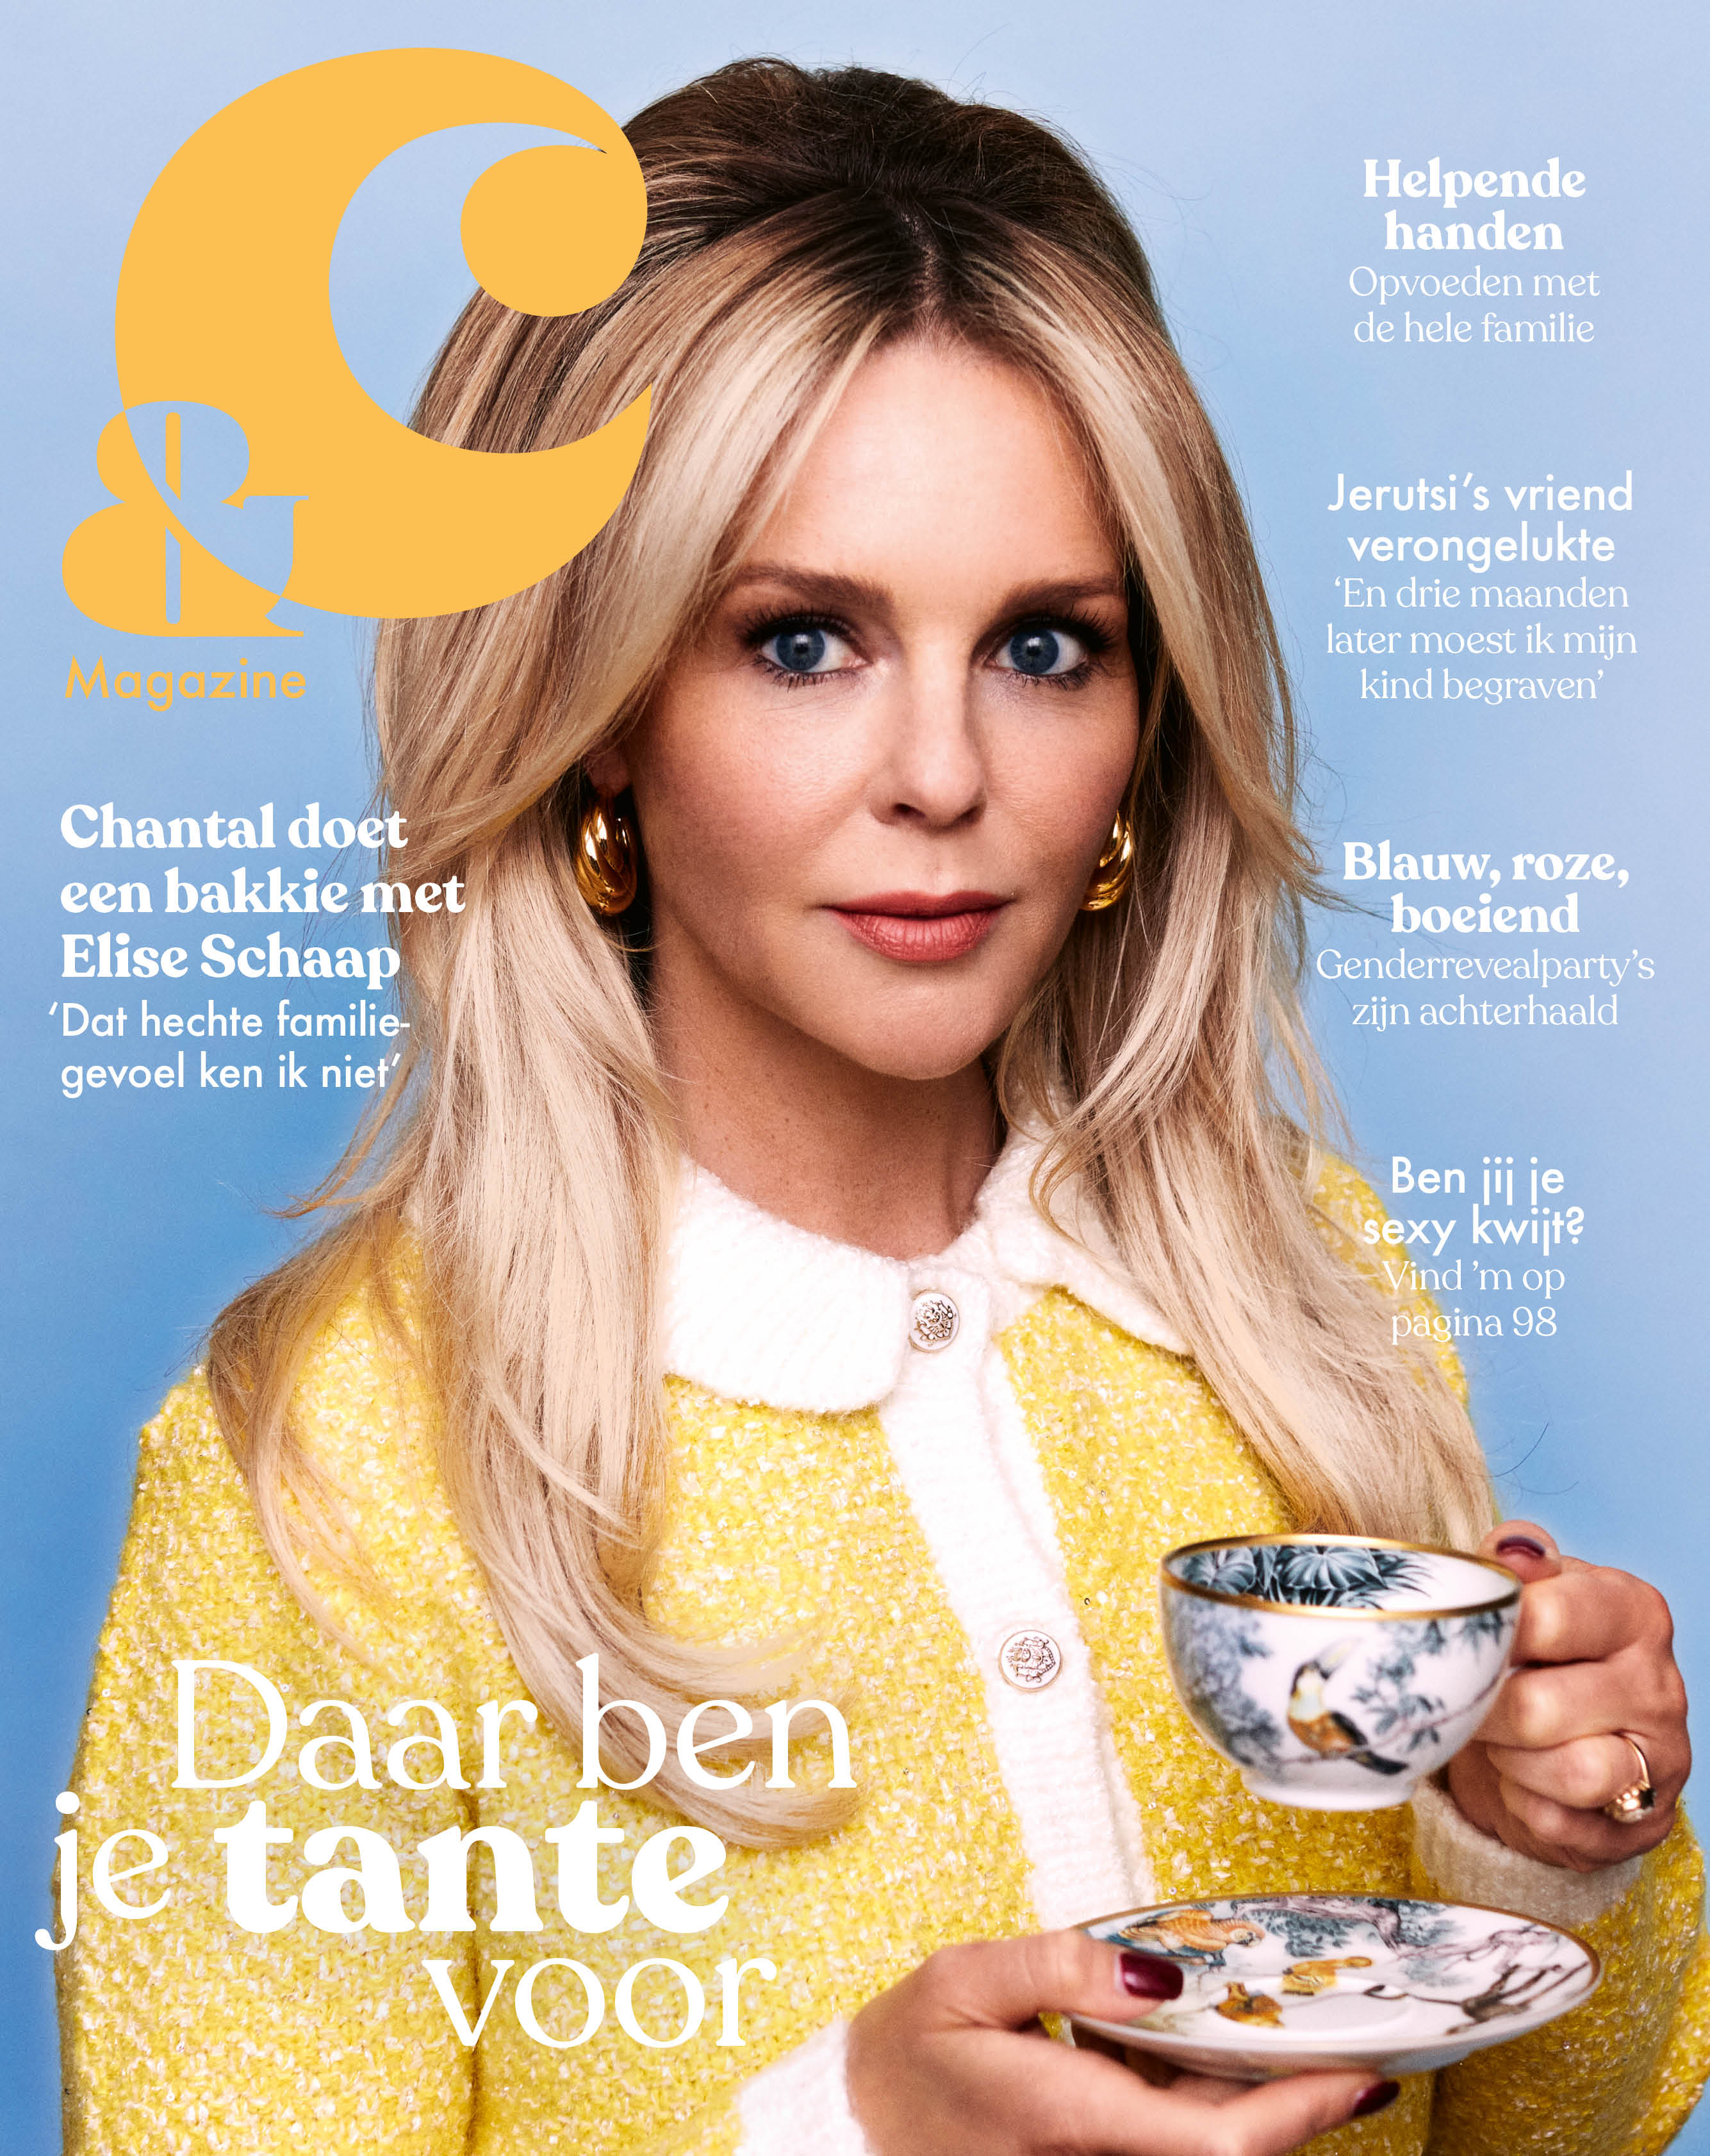 C
&
Magazine
Helpende
handen
Opvoeden met
de hele familie
Jerutsi’s vriend
verongelukte
‘En drie maanden
later moest ik mijn
kind begraven’
Chantal doet
een bakkie met
Elise Schaap
‘Dat hechte familie-
gevoel ken ik niet’
Blauw, roze,
boeiend
Genderrevealparty’s
zijn achterhaald
Ben jij je
sexy kwijt?
Vind ’m op
pagina 98
Daar ben
je tante
voor